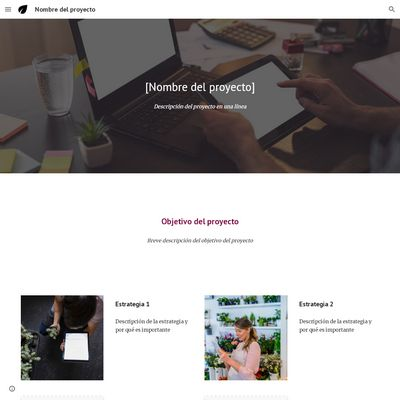 Nombre del proyecto
[Nombre del proyecto]
Descripción del proyecto en una línea
Objetivo del proyecto
Breve descripción del objetivo del proyecto
Estrategia 1
Descripción de la estrategia y
por qué es importante
Estrategia 2
Descripción de la estrategia y
por qué es importante